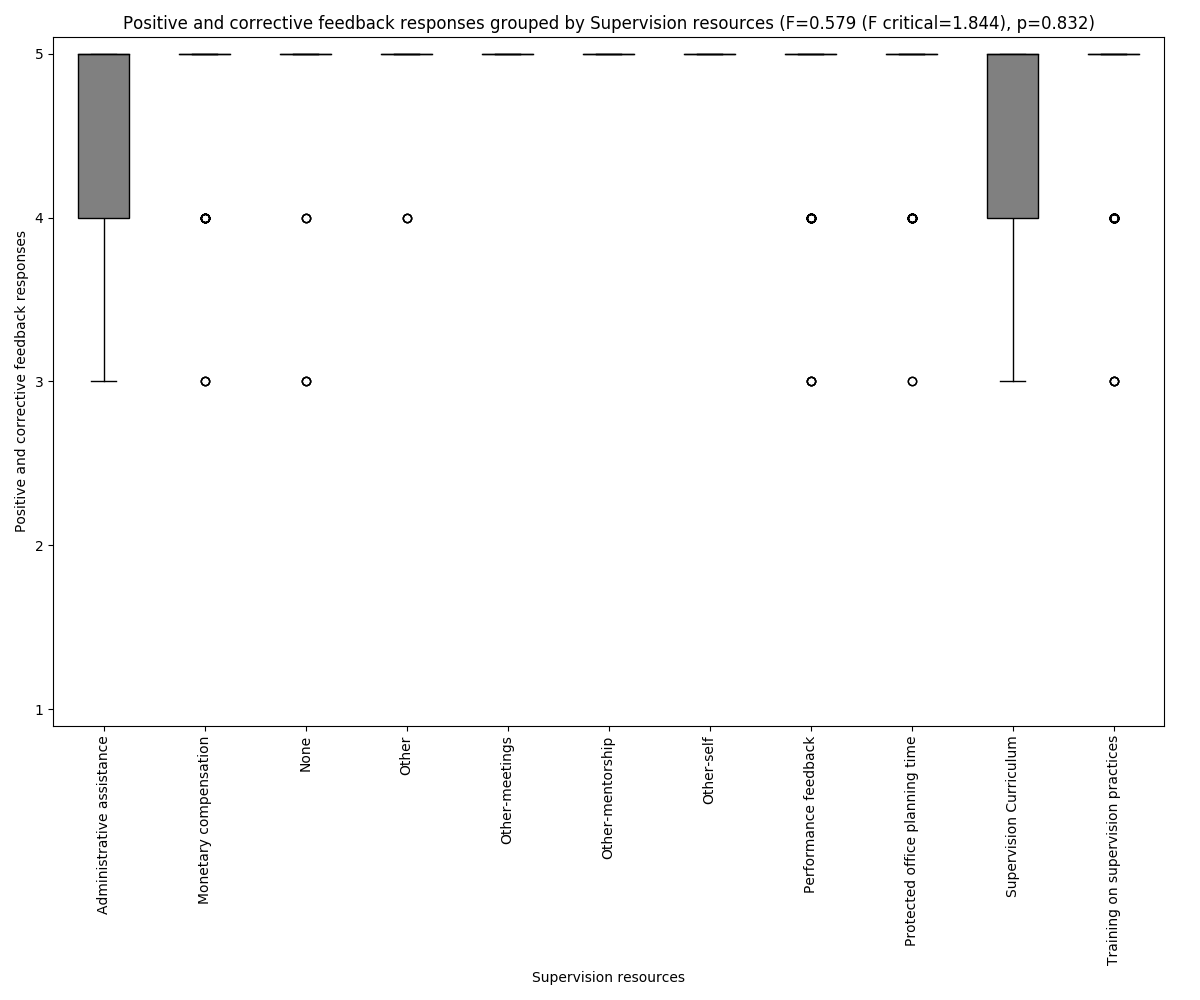 Positive and corrective feedback responses grouped by Supervision resources (F=0.579 (F critical=1.844), p=0.832)
Positive and corrective feedback responses
5
4
3
2
1
Administrative assistance
Monetary compensation
None
Other
Other-meetings
Other-mentorship
Other-self
Performance feedback
Protected office planning time
Supervision Curriculum
Training on supervision practices
Supervision resources